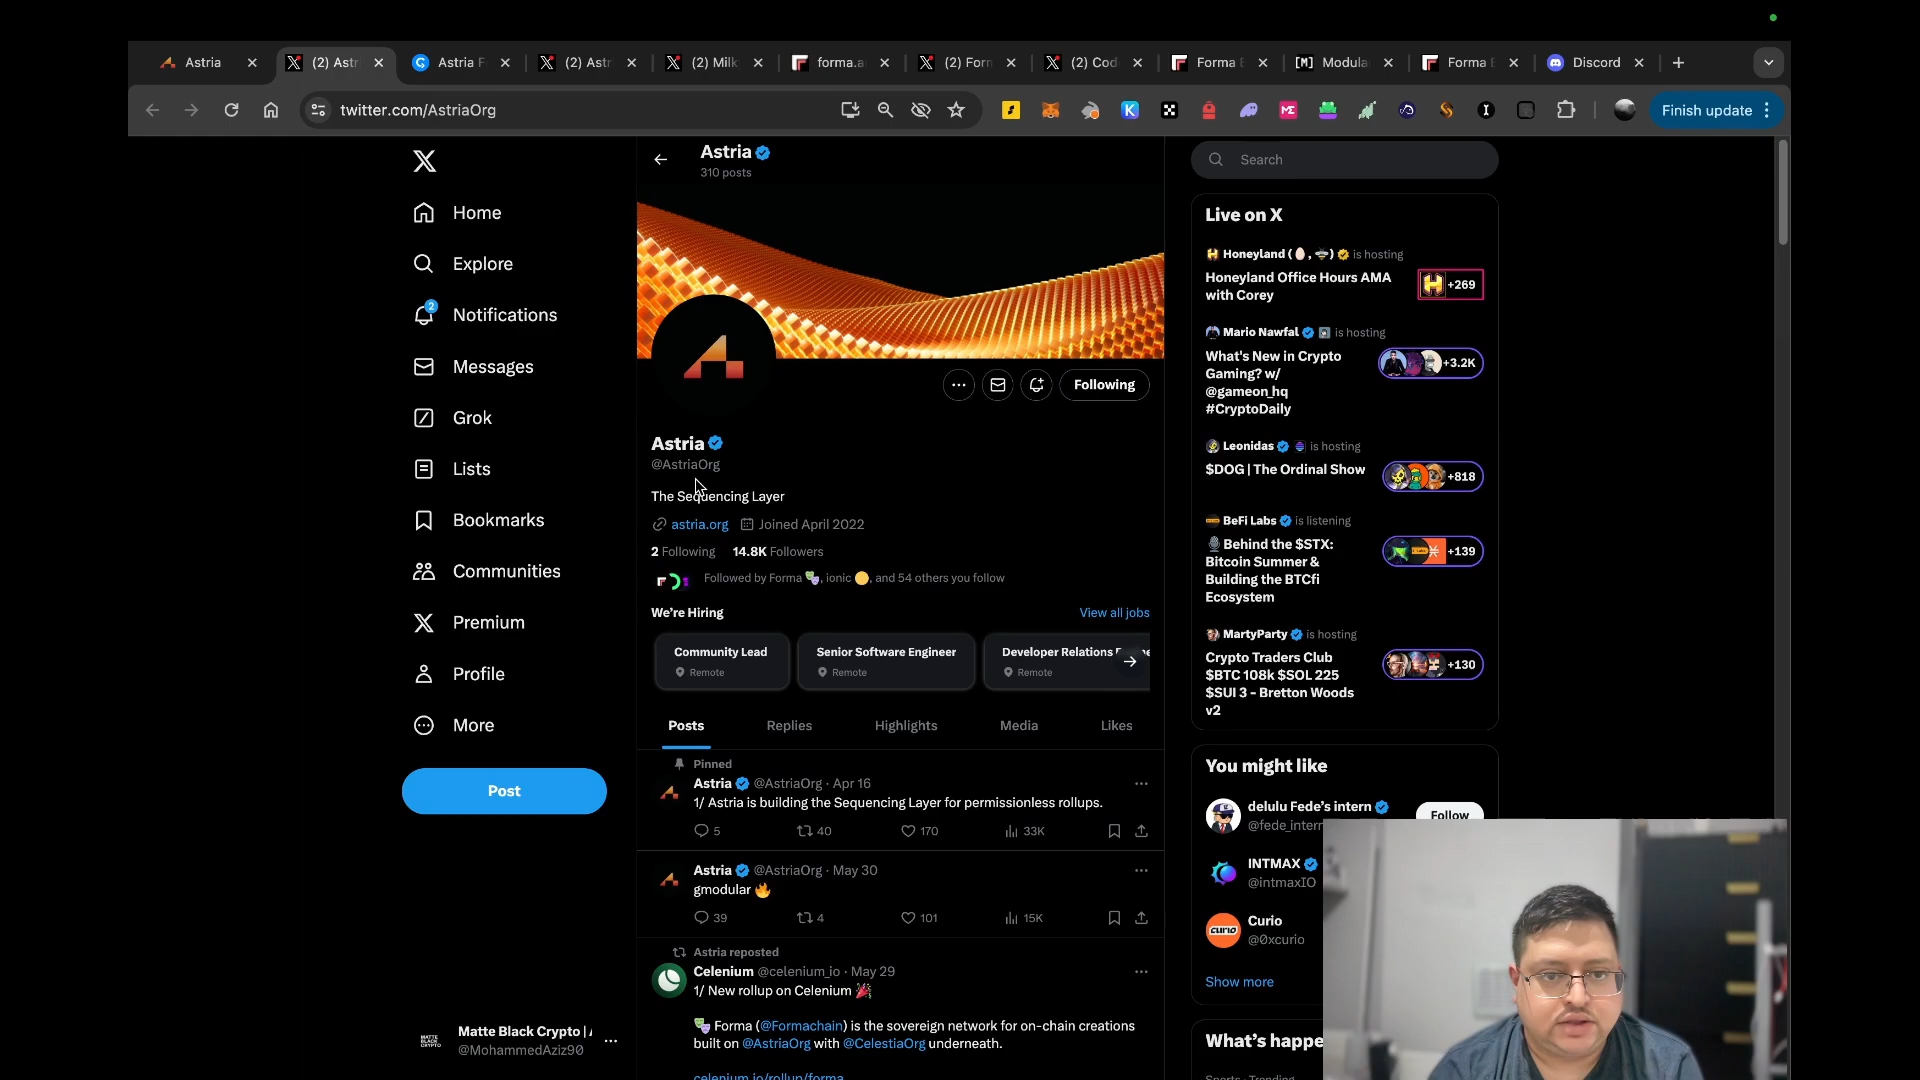 Astria
(2) Astr
Astria F
(2) Astr
(2) Milk
forma.a
(2) Forn
(2) Cod
Forma E
[M] Modula
Forma E
Discord
twitter.com/AstriaOrg
Finish update
Home
Explore
2
Notifications
Messages
Grok
Lists
Bookmarks
Communities
Premium
Profile
More
Post
Matte Black Crypto | /
@MohammedAziz90
Astria
310 posts
Following
Astria
@AstriaOrg
The Sequencing Layer
astria.org Joined April 2022
2 Following 14.8K Followers
Followed by Forma 🎭, ionic 🟡, and 54 others you follow
We're Hiring
View all jobs
Community Lead
Remote
Senior Software Engineer
Remote
Developer Relations
Remote
Posts
Replies
Highlights
Media
Likes
Pinned
Astria @AstriaOrg · Apr 16
1/ Astria is building the Sequencing Layer for permissionless rollups.
5 40 170 33K
Astria @AstriaOrg · May 30
gmodular 🔥
39 4 101 15K
Astria reposted
Celenium @celenium_io · May 29
1/ New rollup on Celenium 🎉
🎭 Forma (@Formachain) is the sovereign network for on-chain creations
built on @AstriaOrg with @CelestiaOrg underneath.
celenium.io/rollup/forma
Search
Live on X
Honeyland is hosting
Honeyland Office Hours AMA
with Corey
+269
Mario Nawfal is hosting
What's New in Crypto
Gaming? w/
@gameon_hq
#CryptoDaily
+3.2K
Leonidas is hosting
$DOG | The Ordinal Show
+818
BeFi Labs is listening
🎙️Behind the $STX:
Bitcoin Summer &
Building the BTCfi
Ecosystem
+139
MartyParty is hosting
Crypto Traders Club
$BTC 108k $SOL 225
$SUI 3 - Bretton Woods
v2
+130
You might like
delulu Fede's intern
@fede_intern
Follow
INTMAX
@intmaxIO
Curio
@0xcurio
Show more
What's happe
Sports · Trending